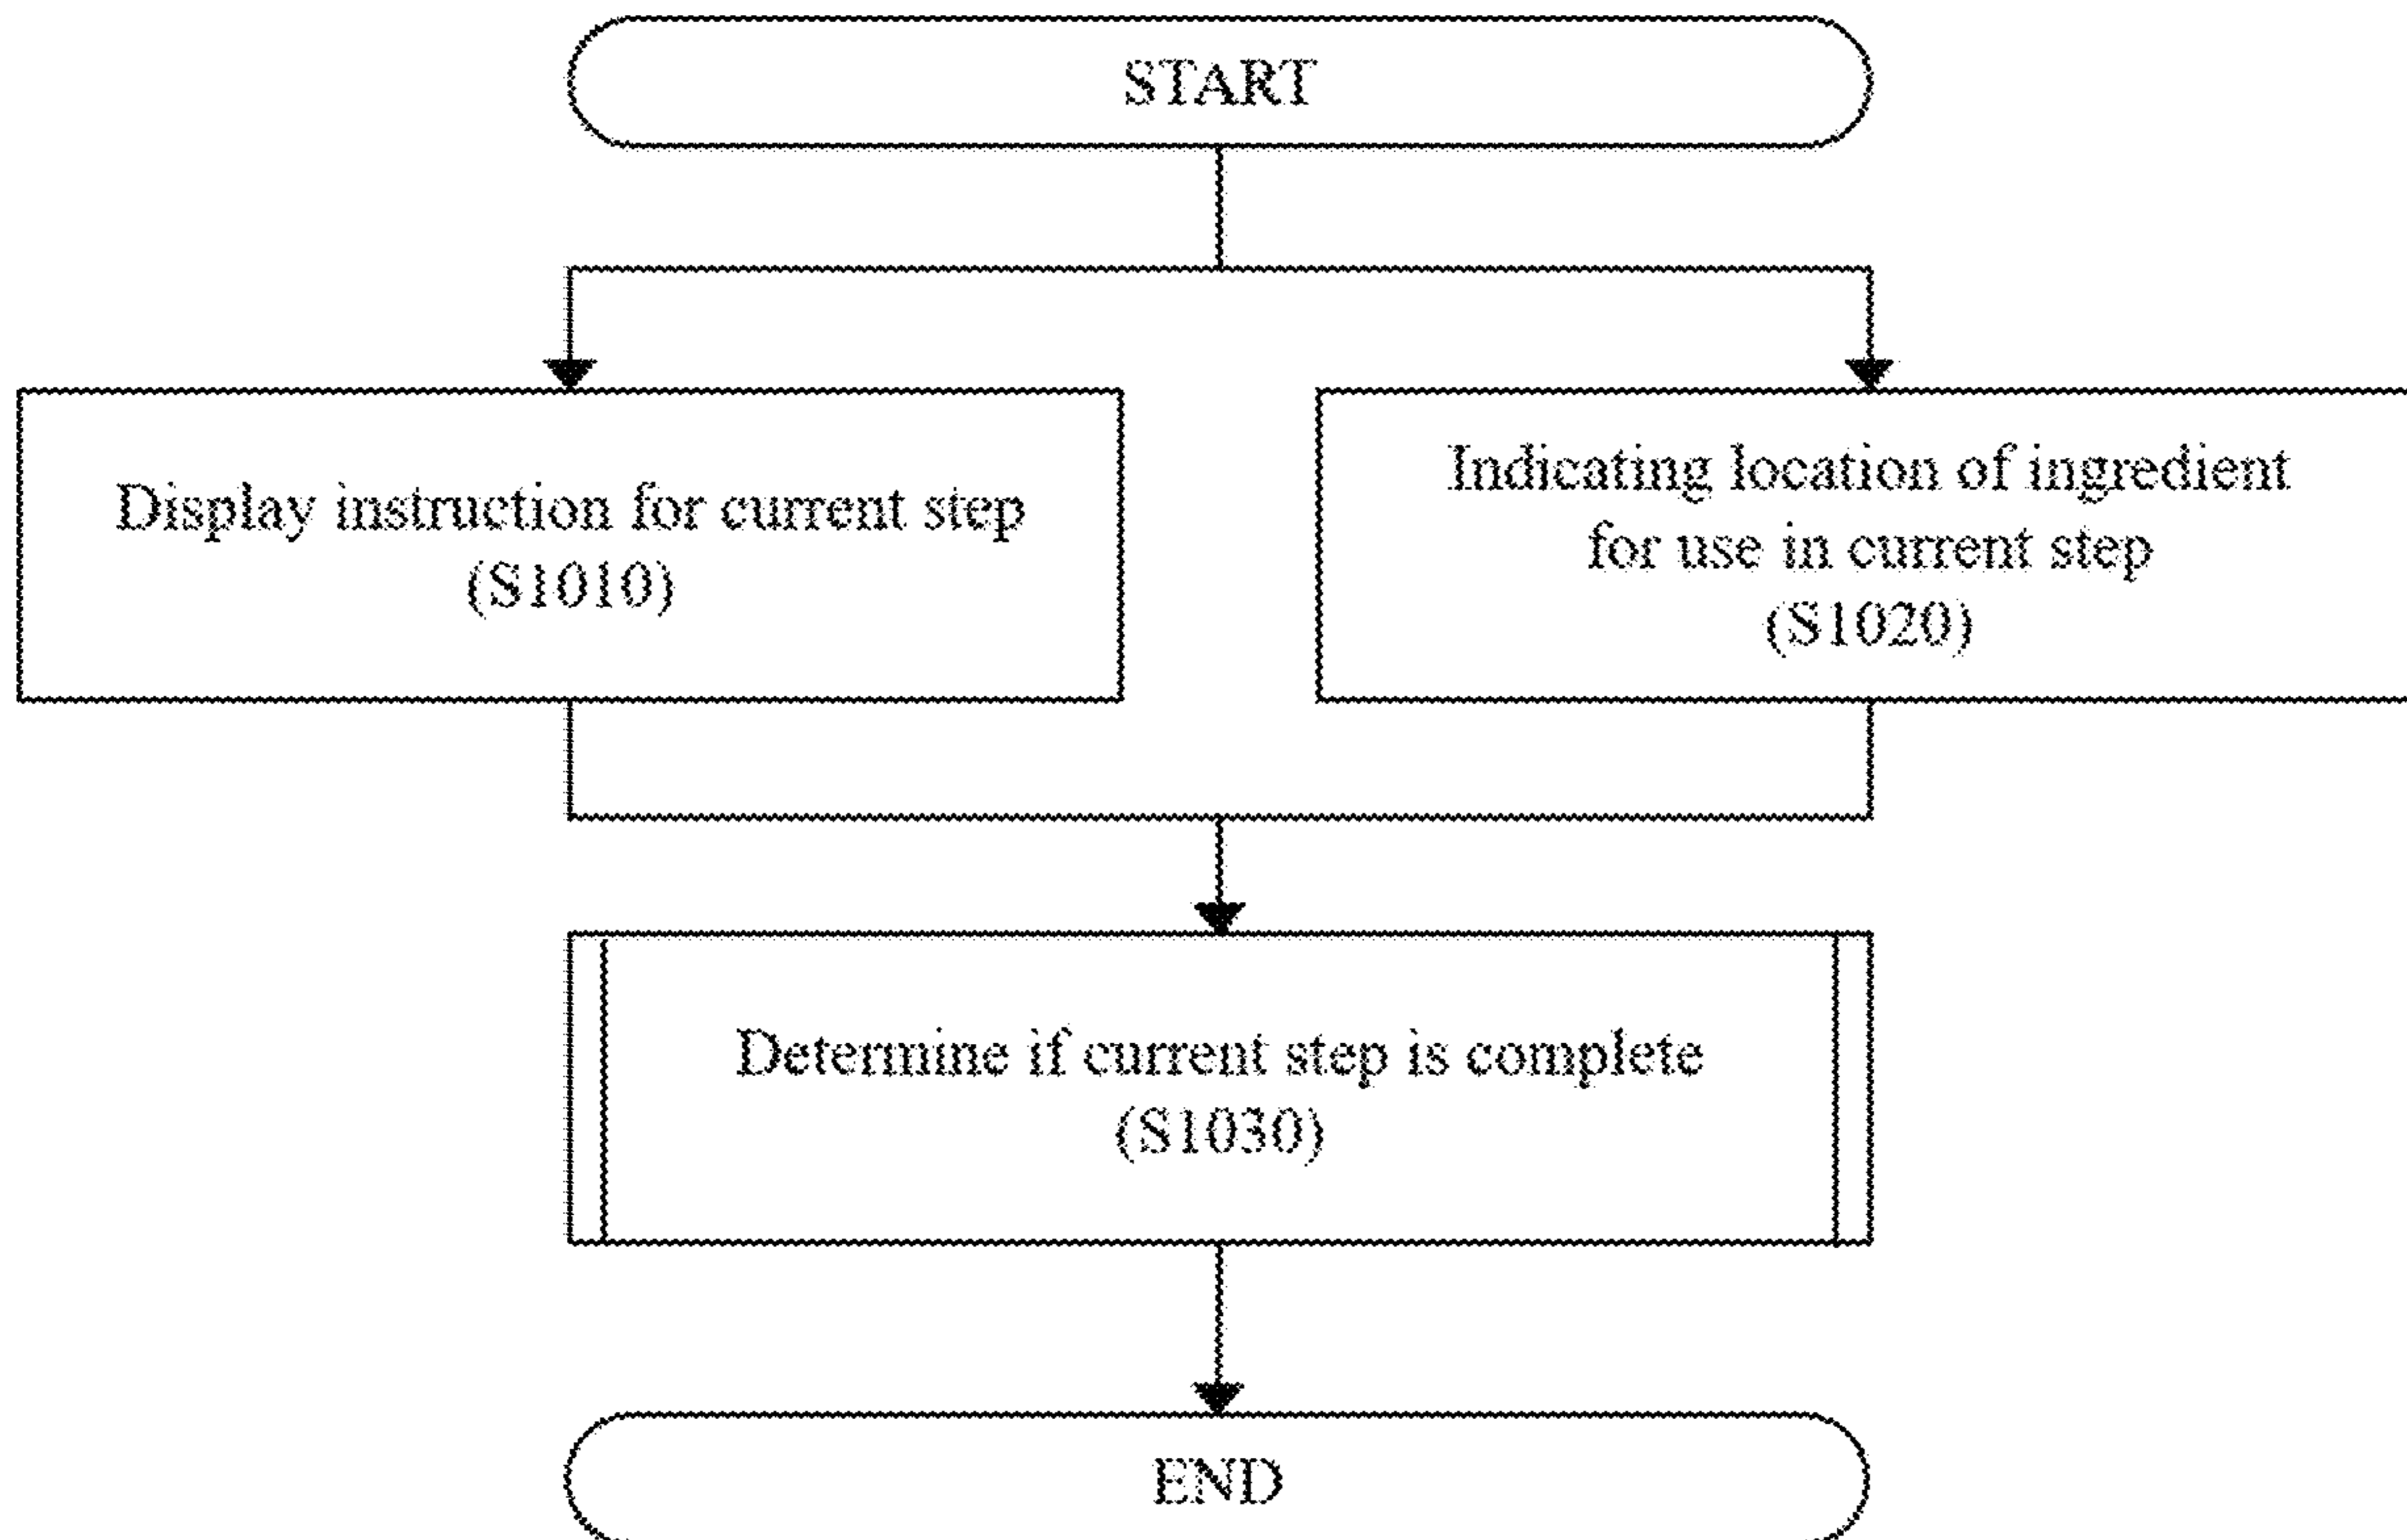 START
Display instruction for current step
(S1010)
Indicating location of ingredient
for use in current step
(S1020)
Determine if current step is complete
(S1030)
END